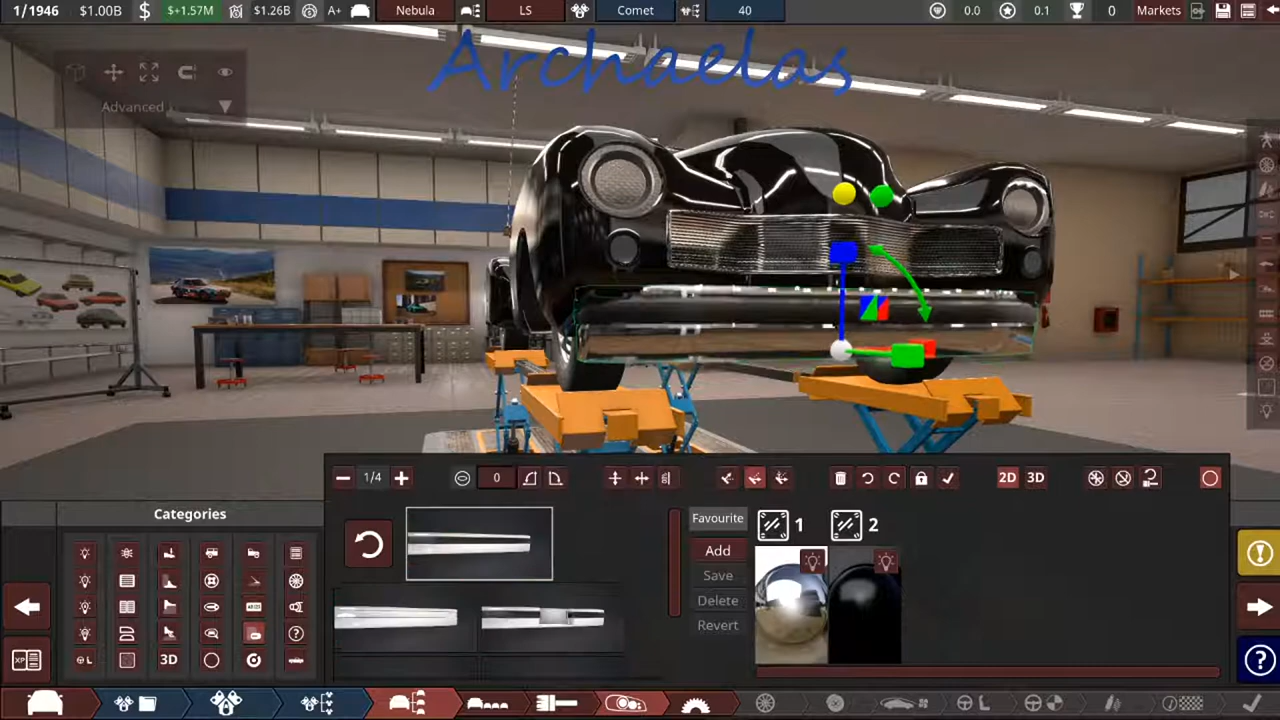 1/1946 $1.00B $ $+1.57M $1.26B A+ Nebula LS Comet 40 0.0 0.1 0 Markets
Archaelas
Advanced
1/4 0 2D 3D
Categories
Favourite 1 2
Add
Save
Delete
Revert
3D
XP
?